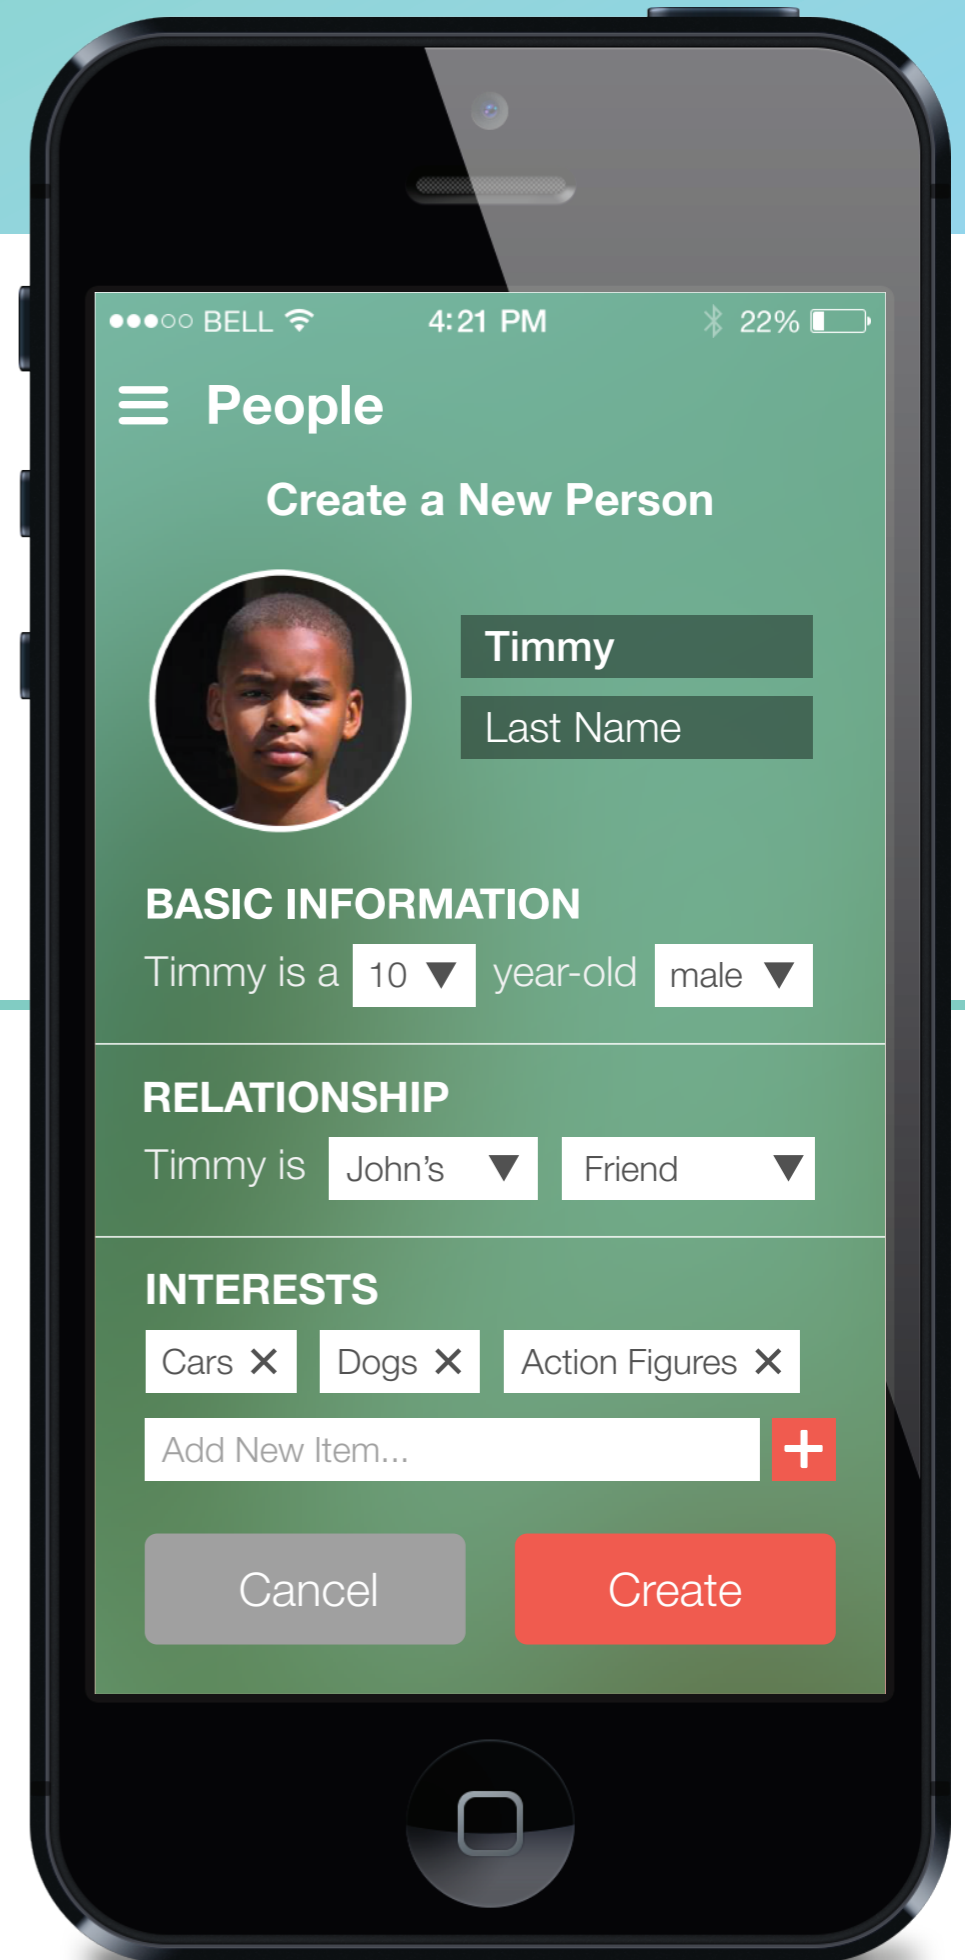 BELL 4:21 PM 22%
People
Create a New Person
Timmy
Last Name
BASIC INFORMATION
Timmy is a 10 year-old male
RELATIONSHIP
Timmy is John's Friend
INTERESTS
Cars Dogs Action Figures
Add New Item...
Cancel Create